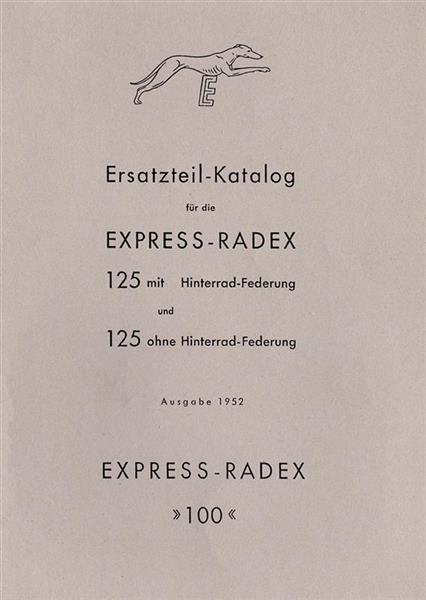 E
Ersatzteil-Katalog
für die
EXPRESS-RADEX
125 mit Hinterrad-Federung
und
125 ohne Hinterrad-Federung
Ausgabe 1952
EXPRESS-RADEX
»100«